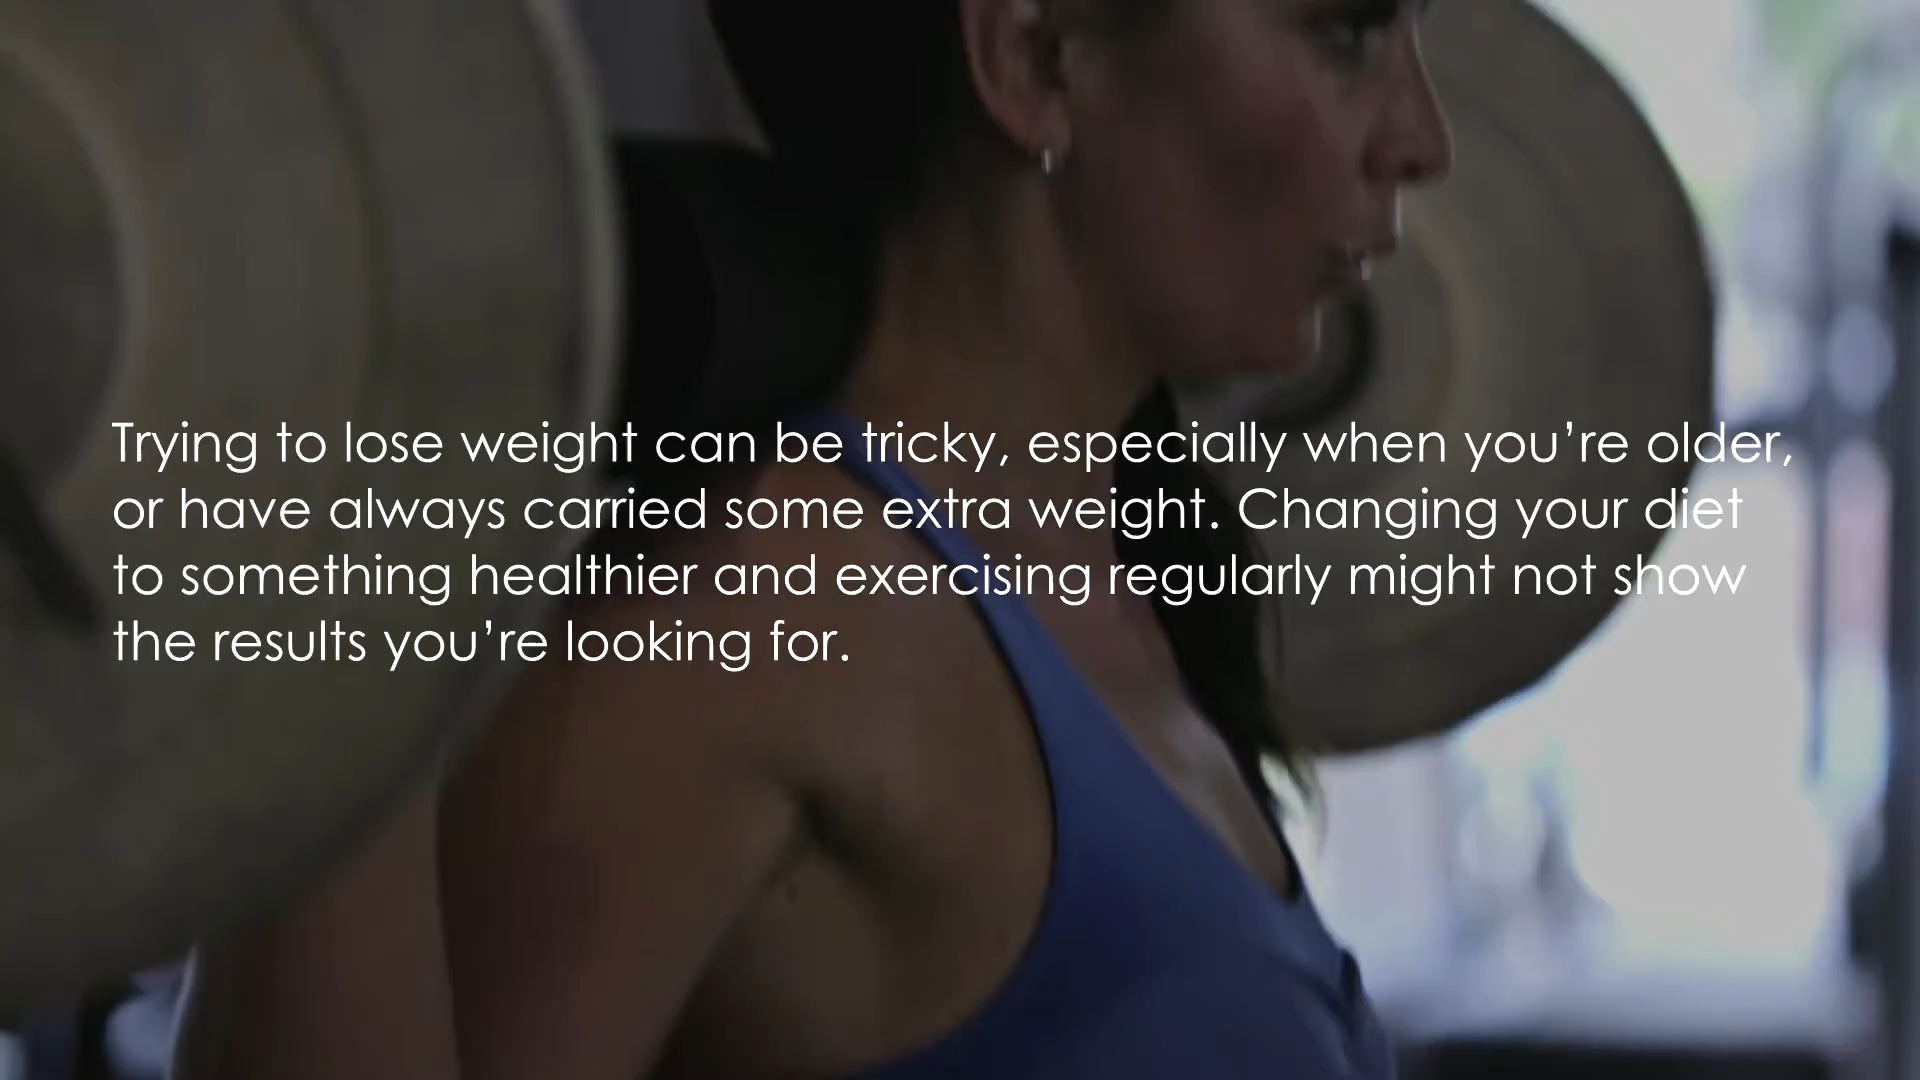 Trying to lose weight can be tricky, especially when you’re older,
or have always carried some extra weight. Changing your diet
to something healthier and exercising regularly might not show
the results you’re looking for.